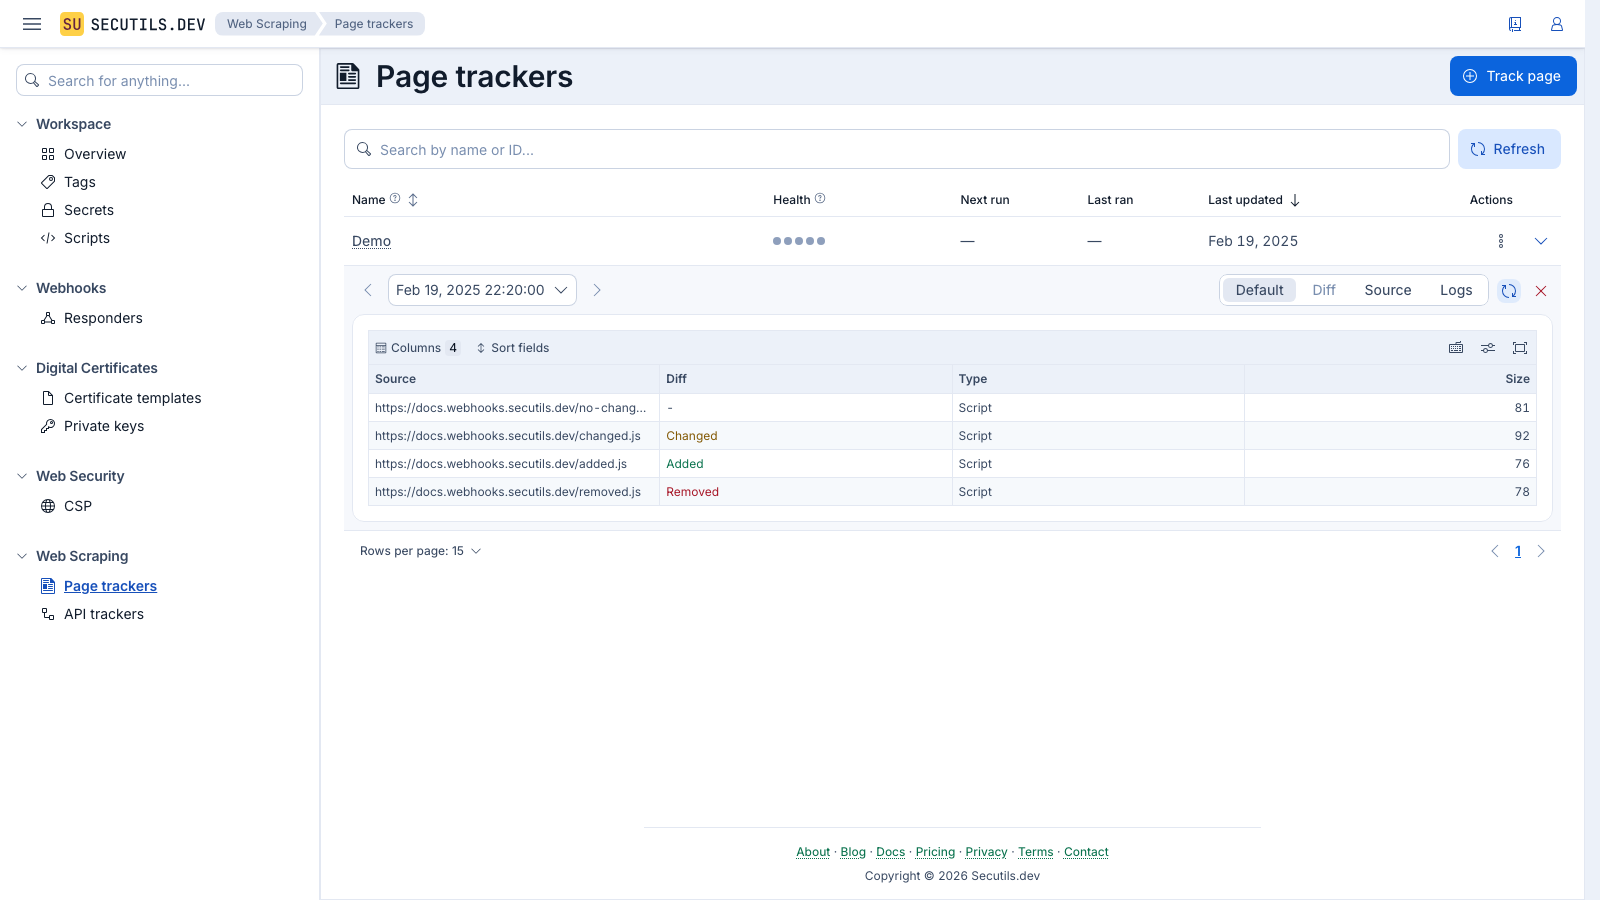 SU SECUTILS.DEV Web Scraping Page trackers
Search for anything...
Workspace
Overview
Tags
Secrets
Scripts
Webhooks
Responders
Digital Certificates
Certificate templates
Private keys
Web Security
CSP
Web Scraping
Page trackers
API trackers
Page trackers
Track page
Search by name or ID...
Refresh
Name Health Next run Last ran Last updated Actions
Demo — — Feb 19, 2025
Feb 19, 2025 22:20:00 Default Diff Source Logs
Columns 4 Sort fields
Source Diff Type Size
https://docs.webhooks.secutils.dev/no-chang... - Script 81
https://docs.webhooks.secutils.dev/changed.js Changed Script 92
https://docs.webhooks.secutils.dev/added.js Added Script 76
https://docs.webhooks.secutils.dev/removed.js Removed Script 78
Rows per page: 15 1
About · Blog · Docs · Pricing · Privacy · Terms · Contact
Copyright © 2026 Secutils.dev